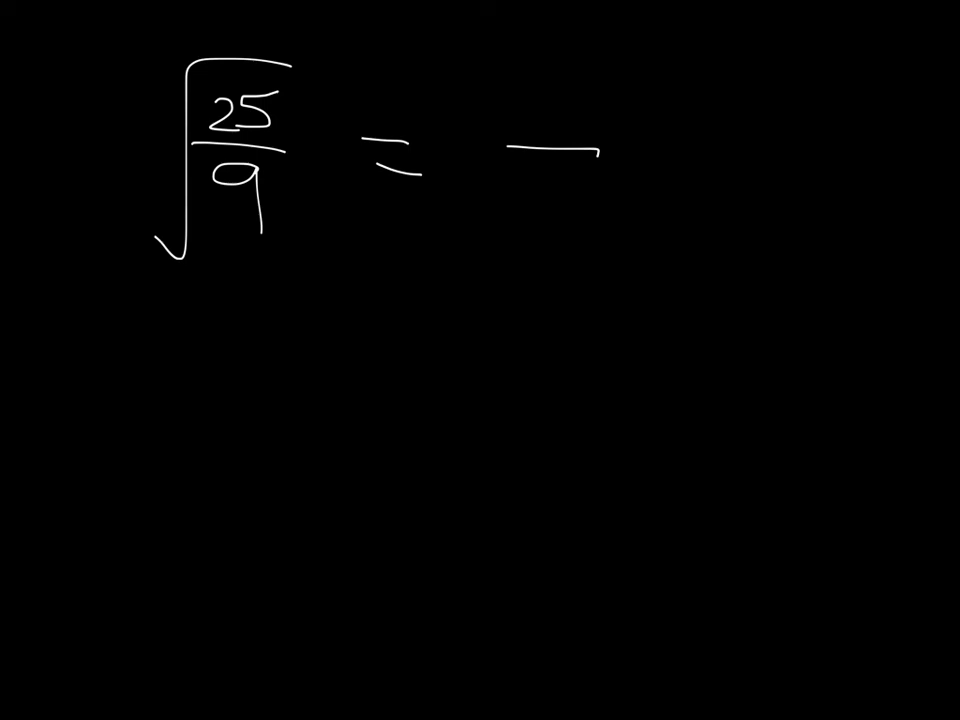 √(25/9) = —